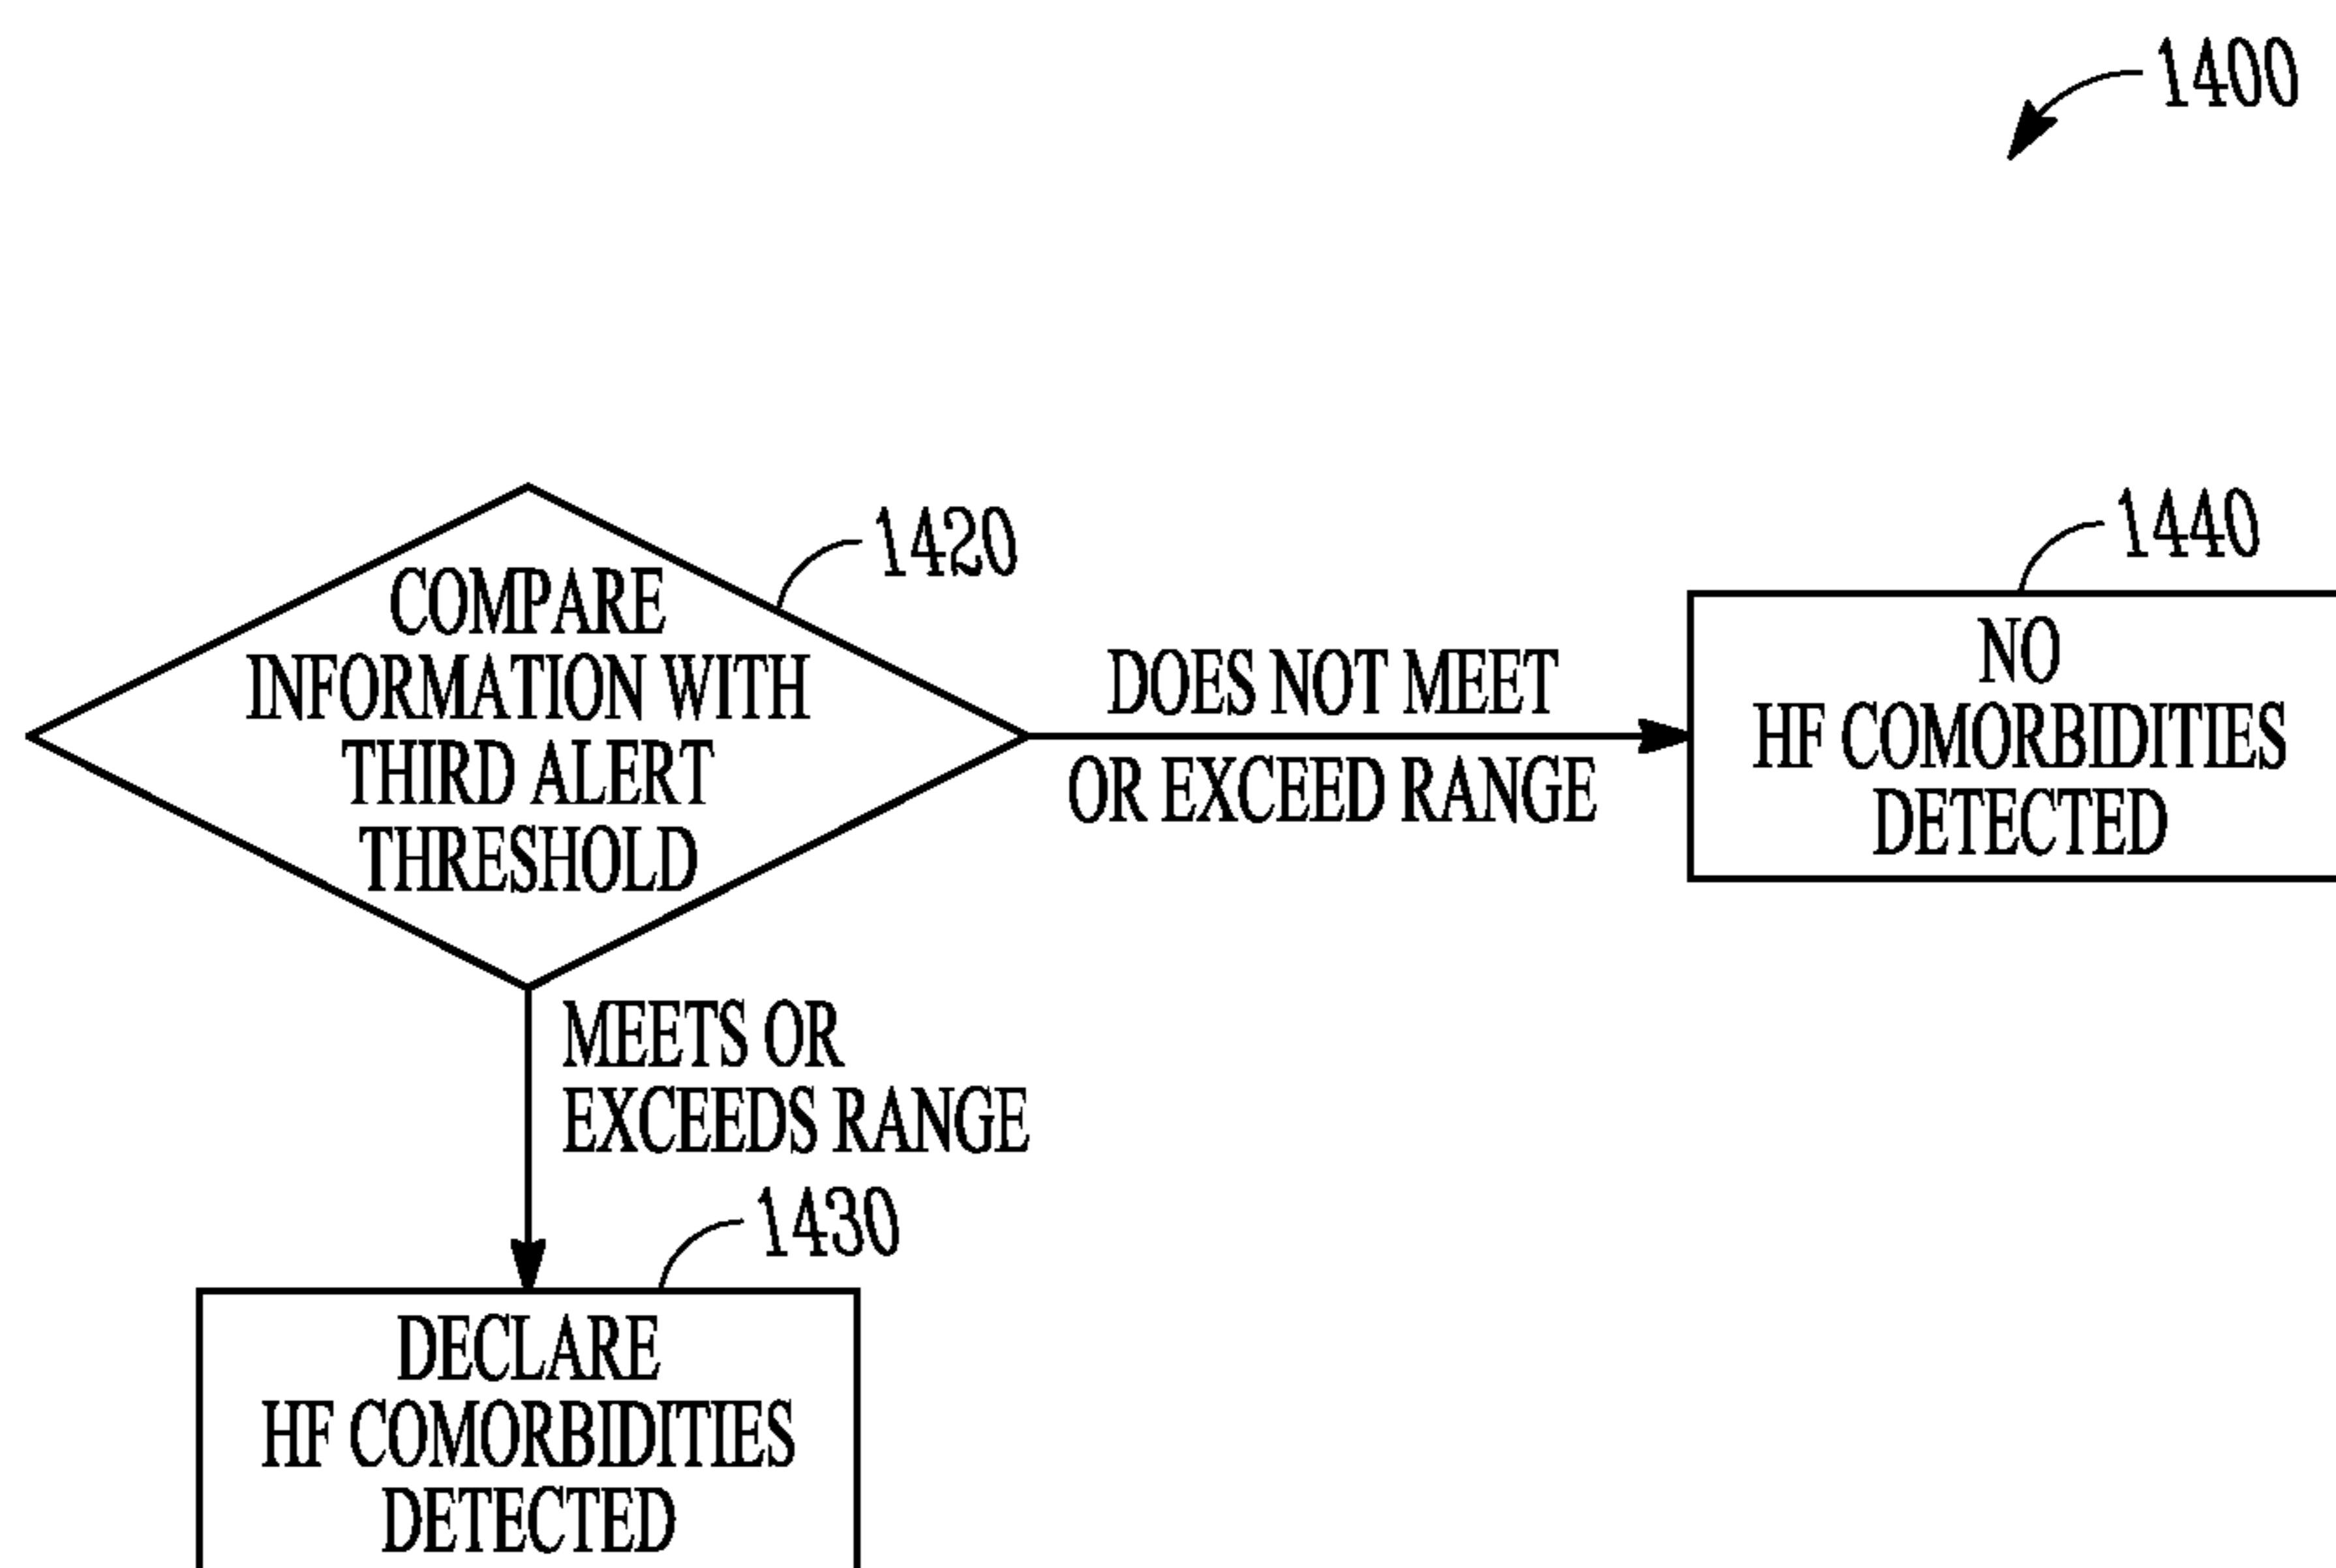 1400
1420
COMPARE
INFORMATION WITH
THIRD ALERT
THRESHOLD
DOES NOT MEET
OR EXCEED RANGE
1440
NO
HF COMORBIDITIES
DETECTED
MEETS OR
EXCEEDS RANGE
1430
DECLARE
HF COMORBIDITIES
DETECTED